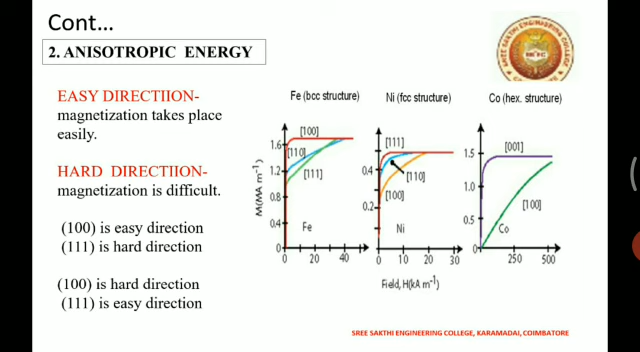 Cont...
2. ANISOTROPIC ENERGY
EASY DIRECTIION-
magnetization takes place
easily.
HARD DIRECTIION-
magnetization is difficult.
(100) is easy direction
(111) is hard direction
(100) is hard direction
(111) is easy direction
Fe (bcc structure)
Ni (fcc structure)
Co (hex. structure)
M(MA m⁻¹)
1.6
1.2
0.8
0.4
0
[100]
[110]
[111]
Fe
0 20 40
0.4
0.2
[111]
[110]
[100]
Ni
0 10 20 30
1.5
1.0
0.5
0
[001]
[100]
Co
250 500
Field, H(kA m⁻¹)
SREE SAKTHI ENGINEERING COLLEGE, KARAMADAI, COIMBATORE